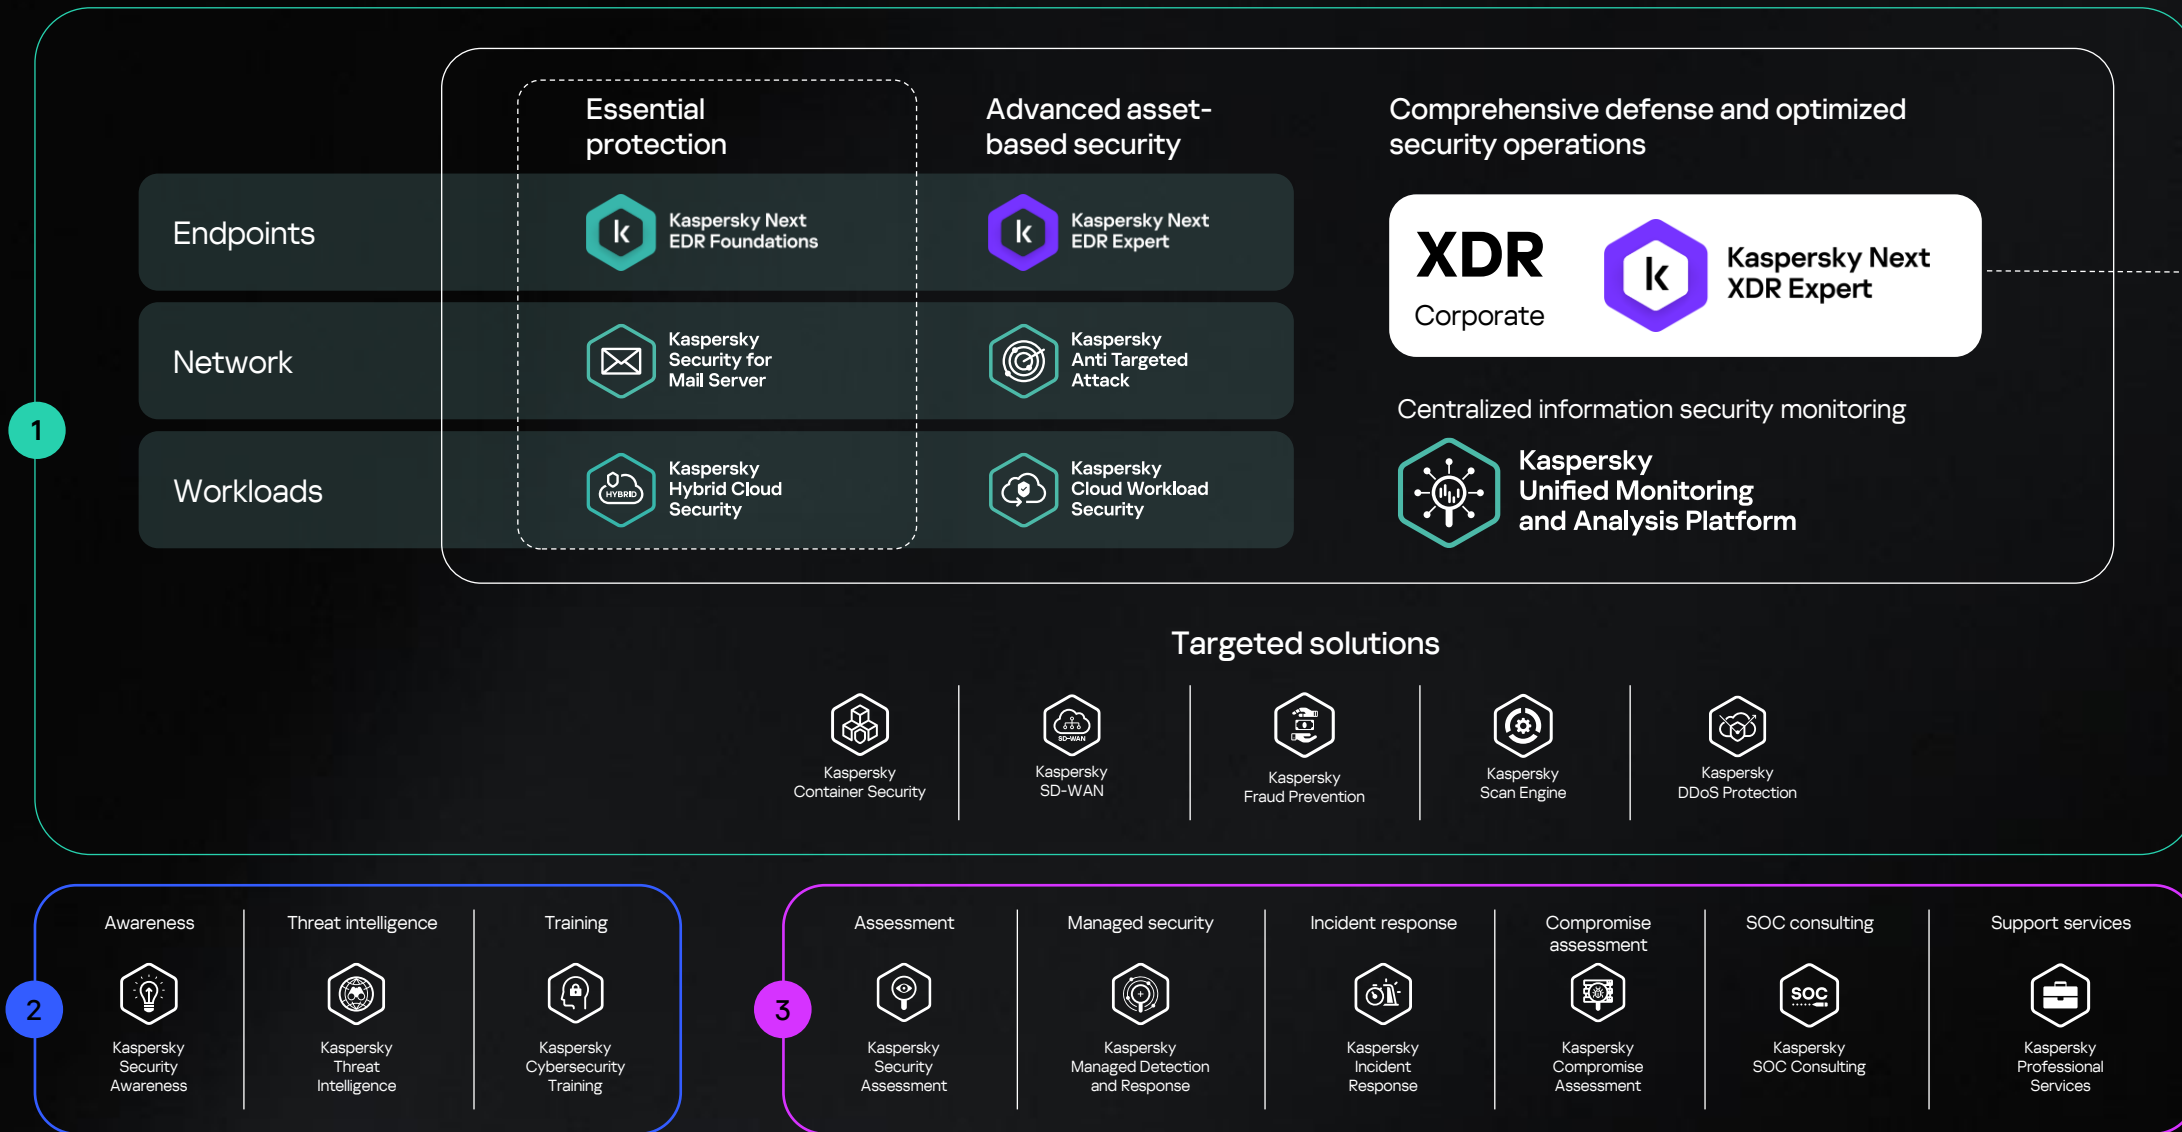 Essential
protection
Advanced asset-
based security
Comprehensive defense and optimized
security operations
Endpoints
k
Kaspersky Next
EDR Foundations
k
Kaspersky Next
EDR Expert
XDR
Corporate
k
Kaspersky Next
XDR Expert
Network
Kaspersky
Security for
Mail Server
Kaspersky
Anti Targeted
Attack
Centralized information security monitoring
Kaspersky
Unified Monitoring
and Analysis Platform
1
Workloads
HYBRID
Kaspersky
Hybrid Cloud
Security
Kaspersky
Cloud Workload
Security
Targeted solutions
Kaspersky
Container Security
SD-WAN
Kaspersky
SD-WAN
Kaspersky
Fraud Prevention
Kaspersky
Scan Engine
Kaspersky
DDoS Protection
2
Awareness
Kaspersky
Security
Awareness
Threat intelligence
Kaspersky
Threat
Intelligence
Training
Kaspersky
Cybersecurity
Training
3
Assessment
Kaspersky
Security
Assessment
Managed security
Kaspersky
Managed Detection
and Response
Incident response
Kaspersky
Incident
Response
Compromise
assessment
Kaspersky
Compromise
Assessment
SOC consulting
SOC
Kaspersky
SOC Consulting
Support services
Kaspersky
Professional
Services